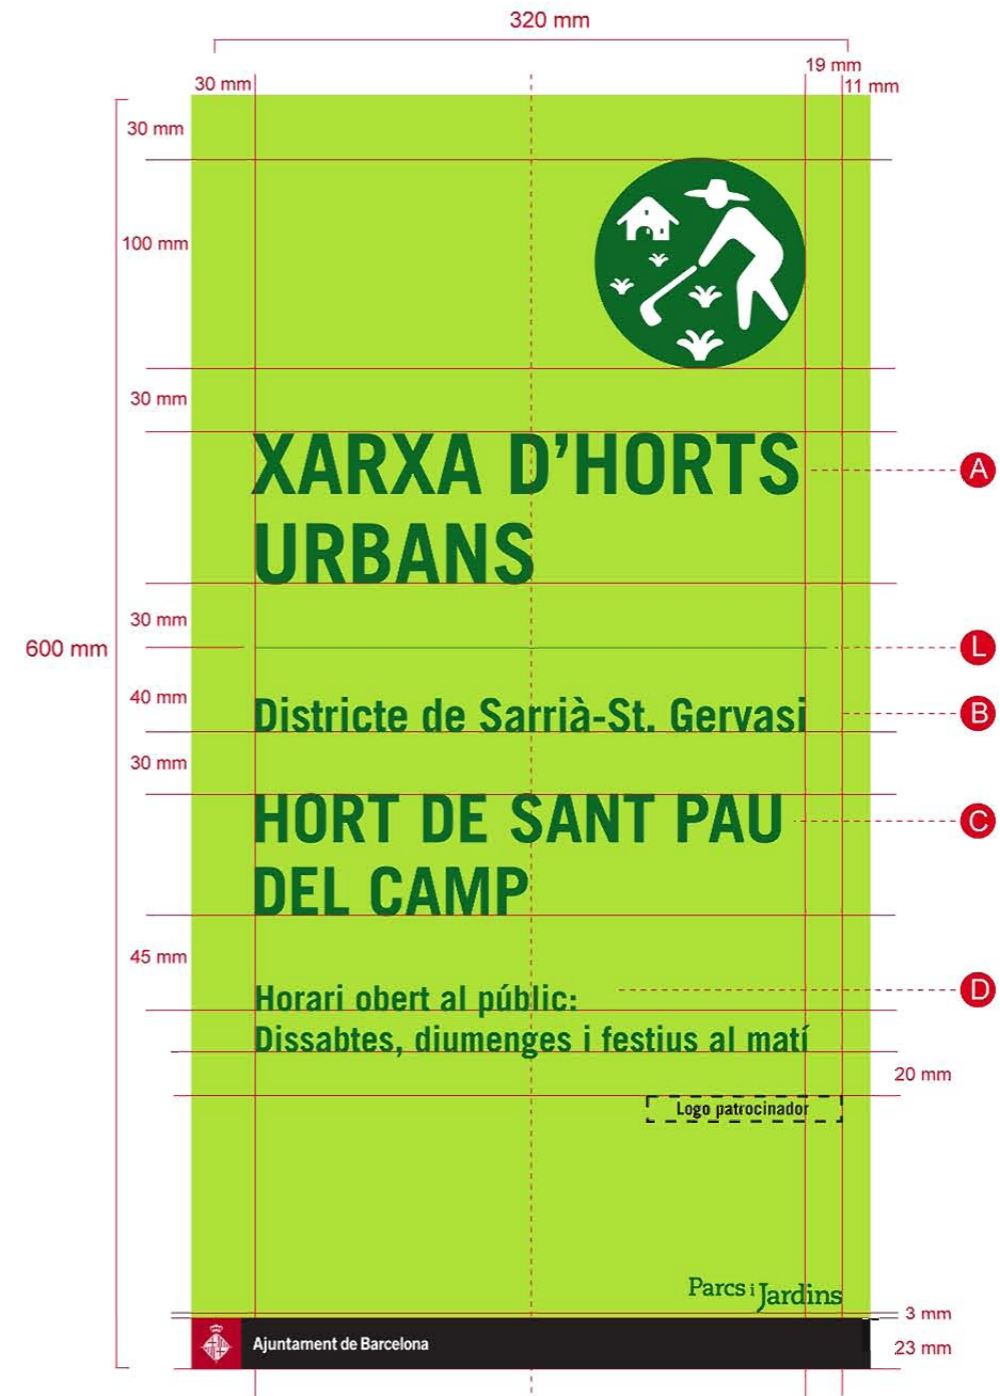 320 mm
19 mm
30 mm
11 mm
30 mm
100 mm
30 mm
XARXA D’HORTS
A
URBANS
30 mm
600 mm
L
40 mm
Districte de Sarrià-St. Gervasi
B
30 mm
HORT DE SANT PAU
C
DEL CAMP
45 mm
Horari obert al públic:
D
Dissabtes, diumenges i festius al matí
20 mm
Logo patrocinador
Parcs i Jardins
3 mm
Ajuntament de Barcelona
23 mm